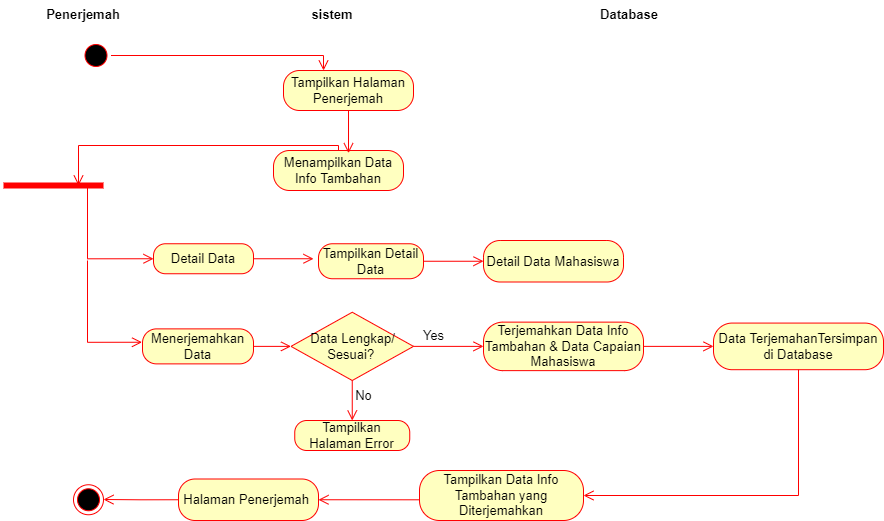 Penerjemah
sistem
Database
Tampilkan Halaman
Penerjemah
Menampilkan Data
Info Tambahan
Detail Data
Tampilkan Detail
Data
Detail Data Mahasiswa
Menerjemahkan
Data
Data Lengkap/
Sesuai?
Yes
Terjemahkan Data Info
Tambahan & Data Capaian
Mahasiswa
Data TerjemahanTersimpan
di Database
No
Tampilkan
Halaman Error
Tampilkan Data Info
Tambahan yang
Diterjemahkan
Halaman Penerjemah